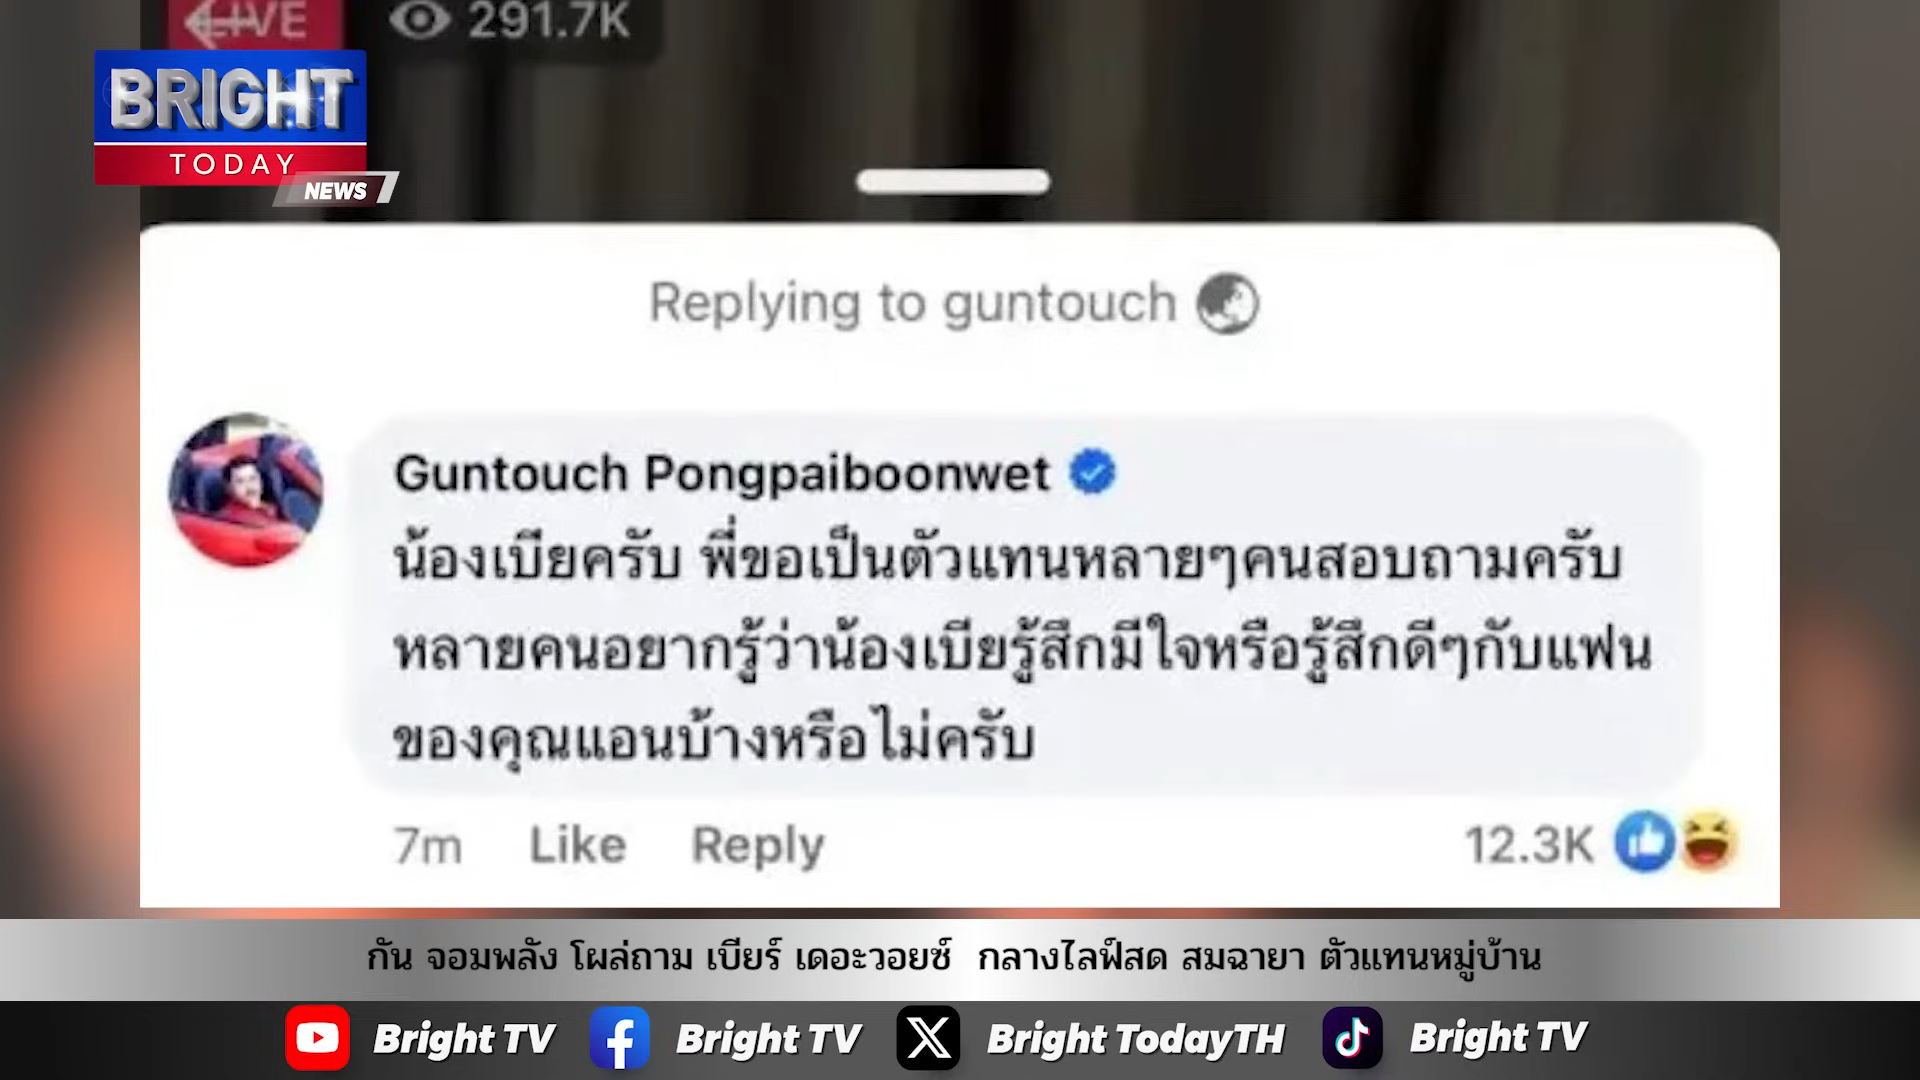 LIVE 291.7K
BRIGHT
TODAY
NEWS
Replying to guntouch
Guntouch Pongpaiboonwet
น้องเบียครับ พี่ขอเป็นตัวแทนหลายๆคนสอบถามครับ
หลายคนอยากรู้ว่าน้องเบียรู้สึกมีใจหรือรู้สึกดีๆกับแฟน
ของคุณแอนบ้างหรือไม่ครับ
7m Like Reply 12.3K
กัน จอมพลัง โผล่ถาม เบียร์ เดอะวอยซ์ กลางไลฟ์สด สมฉายา ตัวแทนหมู่บ้าน
Bright TV Bright TV Bright TodayTH Bright TV